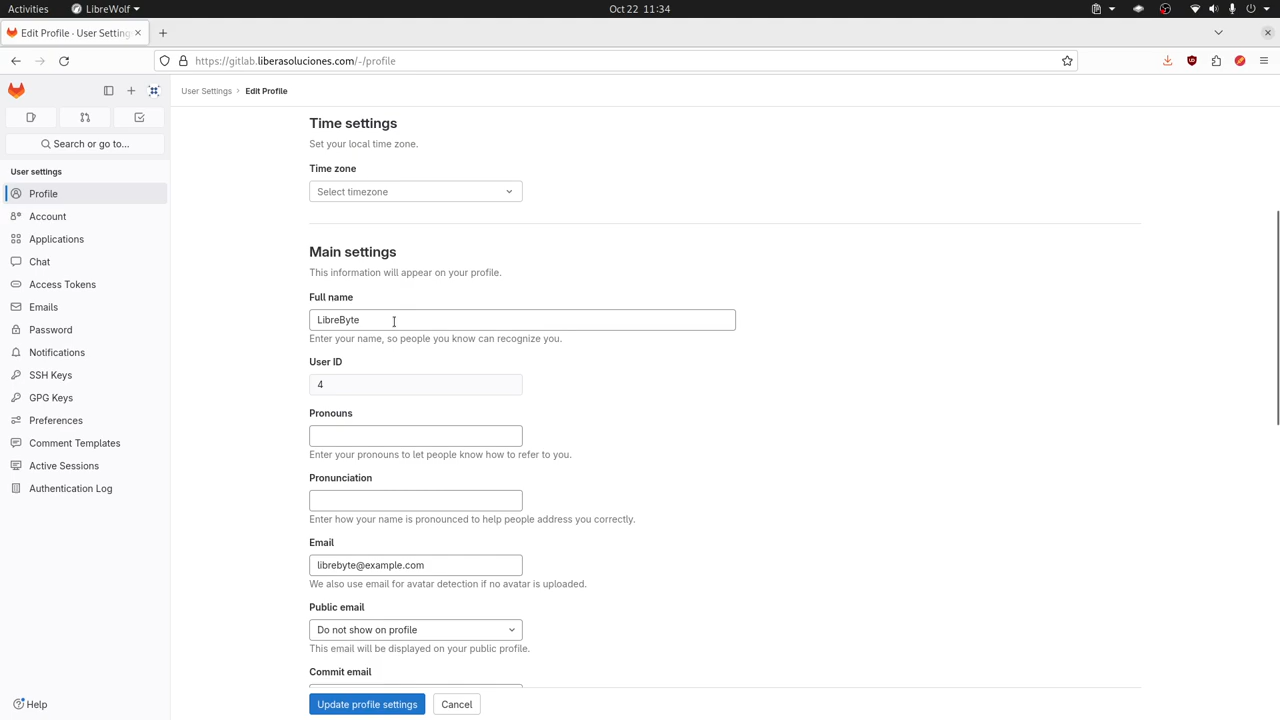 Activities
LibreWolf
Oct 22 11:34
Edit Profile · User Setting
https://gitlab.liberasoluciones.com/-/profile
User Settings
Edit Profile
Search or go to...
User settings
Profile
Account
Applications
Chat
Access Tokens
Emails
Password
Notifications
SSH Keys
GPG Keys
Preferences
Comment Templates
Active Sessions
Authentication Log
Help
Time settings
Set your local time zone.
Time zone
Select timezone
Main settings
This information will appear on your profile.
Full name
LibreByte
Enter your name, so people you know can recognize you.
User ID
4
Pronouns
Enter your pronouns to let people know how to refer to you.
Pronunciation
Enter how your name is pronounced to help people address you correctly.
Email
librebyte@example.com
We also use email for avatar detection if no avatar is uploaded.
Public email
Do not show on profile
This email will be displayed on your public profile.
Commit email
Update profile settings
Cancel